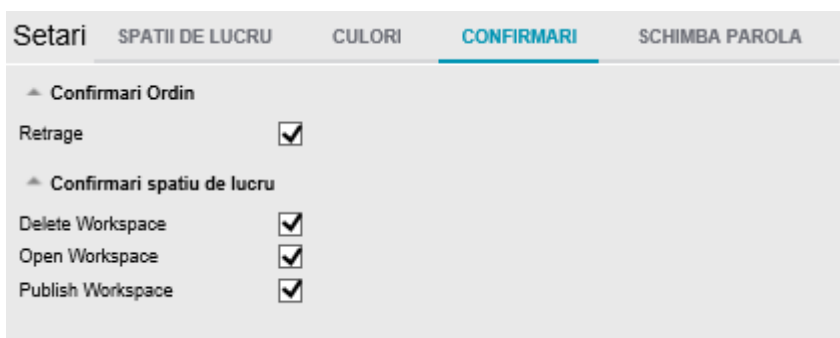 Setari SPATII DE LUCRU CULORI CONFIRMARI SCHIMBA PAROLA
Confirmari Ordin
Retrage
Confirmari spatiu de lucru
Delete Workspace
Open Workspace
Publish Workspace